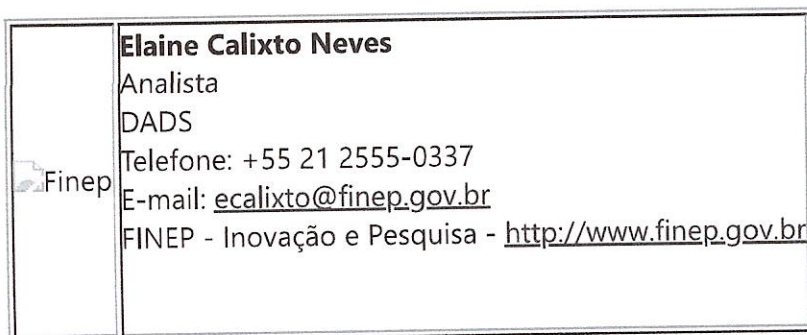 Finep
Elaine Calixto Neves
Analista
DADS
Telefone: +55 21 2555-0337
E-mail: ecalixto@finep.gov.br
FINEP - Inovação e Pesquisa - http://www.finep.gov.br